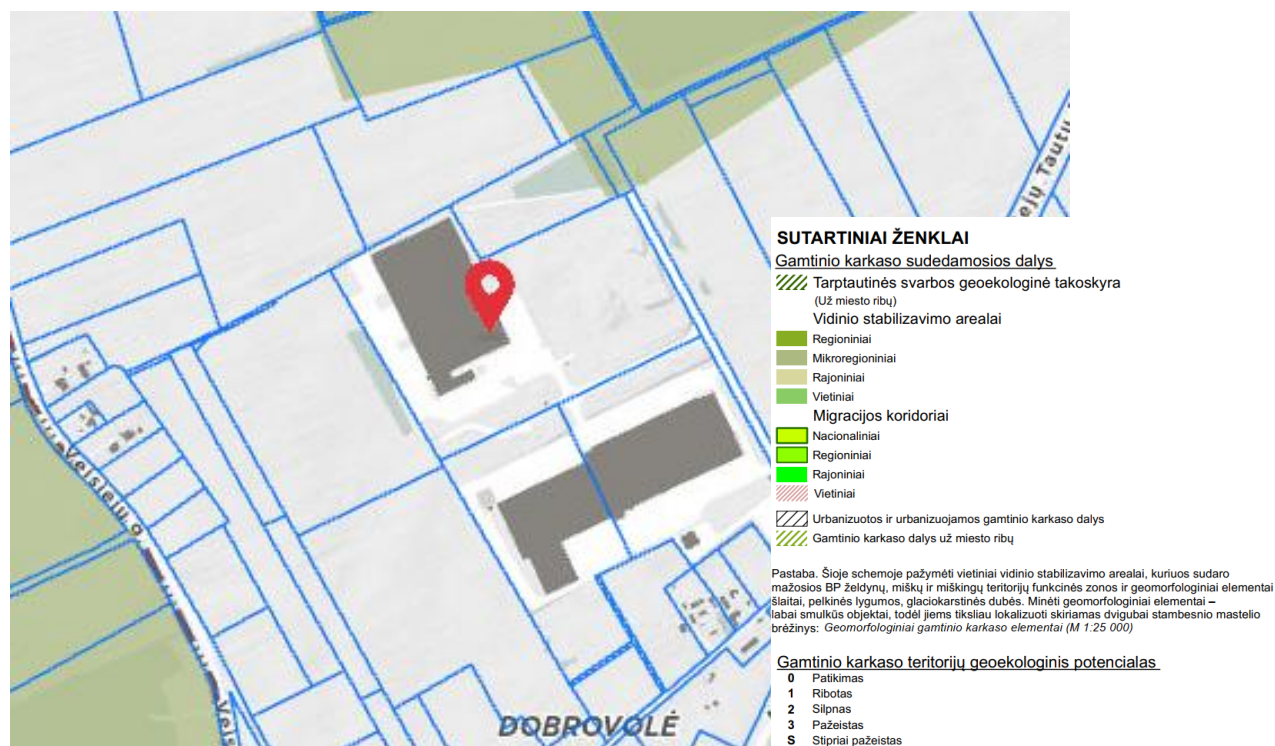 ejų Tautų
SUTARTINIAI ŽENKLAI
Gamtinio karkaso sudedamosios dalys
Tarptautinės svarbos geoekologinė takoskyra
(Už miesto ribų)
Vidinio stabilizavimo arealai
Regioniniai
Mikroregioniniai
Rajoniniai
Vietiniai
Migracijos koridoriai
Nacionaliniai
Regioniniai
Rajoniniai
Vietiniai
Urbanizuotos ir urbanizuojamos gamtinio karkaso dalys
Gamtinio karkaso dalys už miesto ribų
Pastaba. Šioje schemoje pažymėti vietiniai vidinio stabilizavimo arealai, kuriuos sudaro
mažosios BP želdynų, miškų ir miškingų teritorijų funkcinės zonos ir geomorfologiniai elementai
šlaitai, pelkinės lygumos, glaciokarstinės dubės. Minėti geomorfologiniai elementai –
labai smulkūs objektai, todėl jiems tiksliau lokalizuoti skiriamas dvigubai stambesnio mastelio
brėžinys: Geomorfologiniai gamtinio karkaso elementai (M 1:25 000)
Gamtinio karkaso teritorijų geoekologinis potencialas
0 Patikimas
1 Ribotas
2 Silpnas
3 Pažeistas
S Stipriai pažeistas
Veisiejų g.
Veis
DOBROVOLĖ